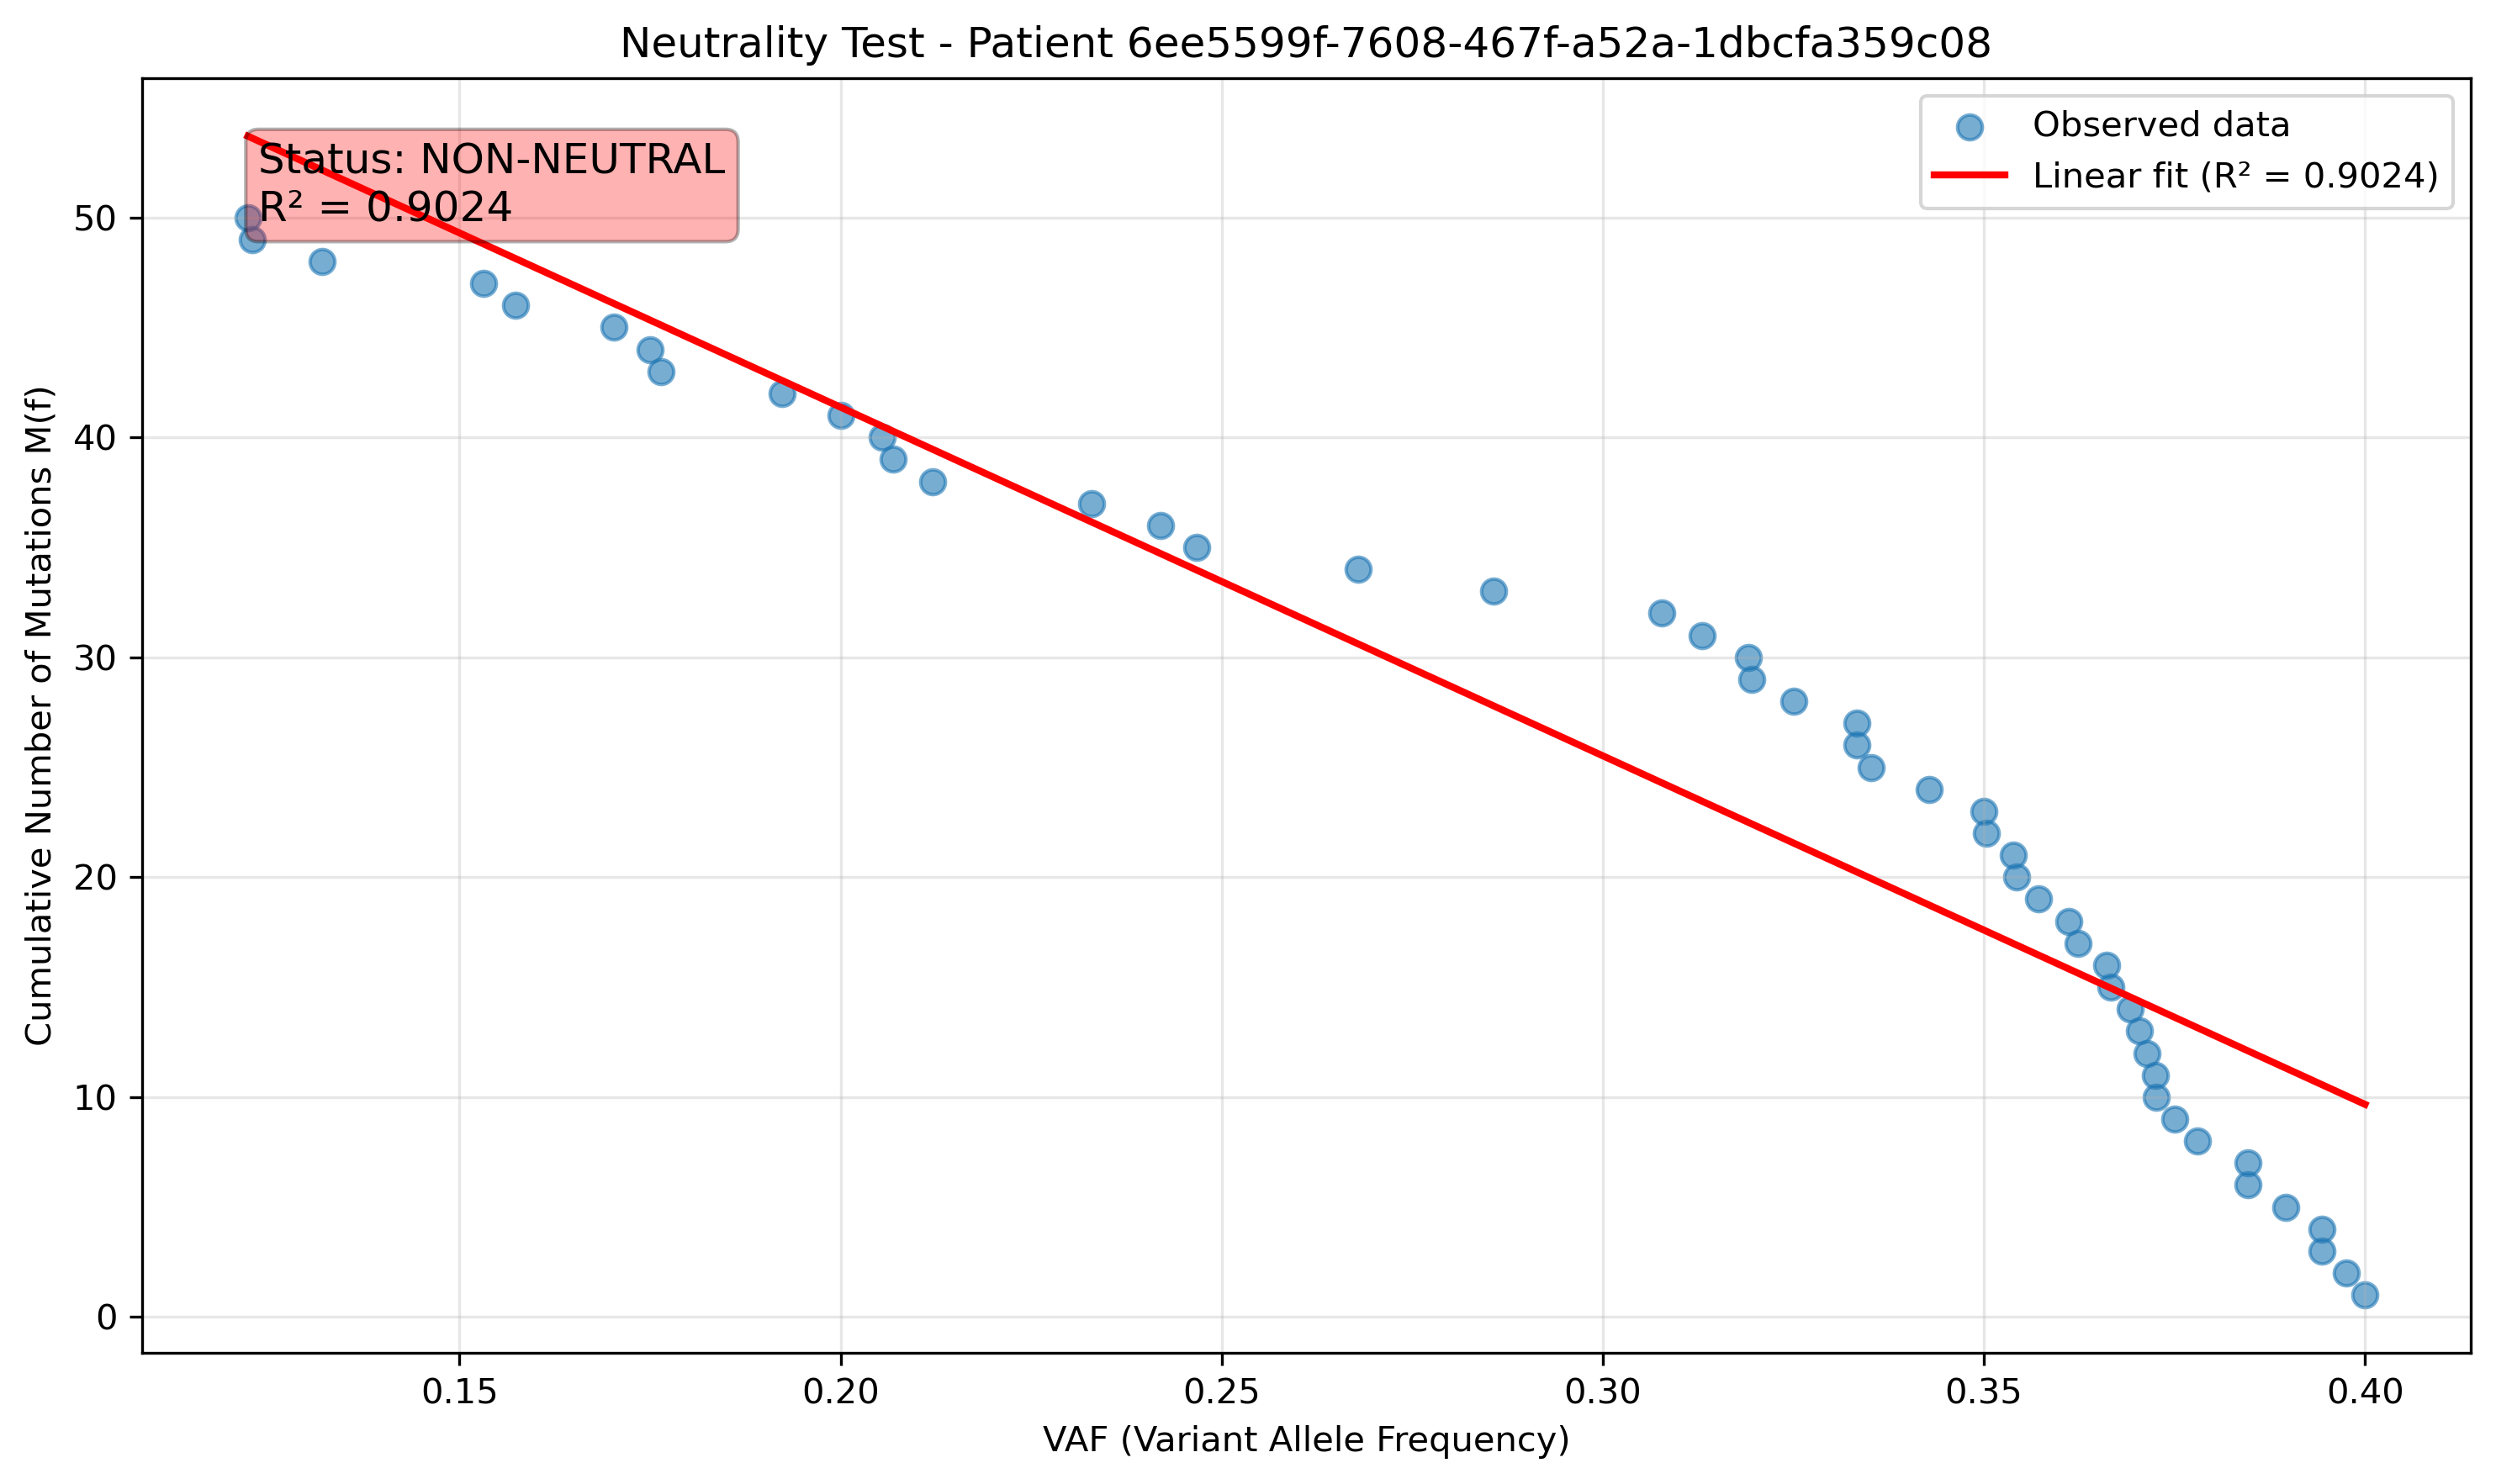 Neutrality Test - Patient 6ee5599f-7608-467f-a52a-1dbcfa359c08
Status: NON-NEUTRAL
R² = 0.9024
Observed data
Linear fit (R² = 0.9024)
Cumulative Number of Mutations M(f)
50
40
30
20
10
0
0.15
0.20
0.25
0.30
0.35
0.40
VAF (Variant Allele Frequency)